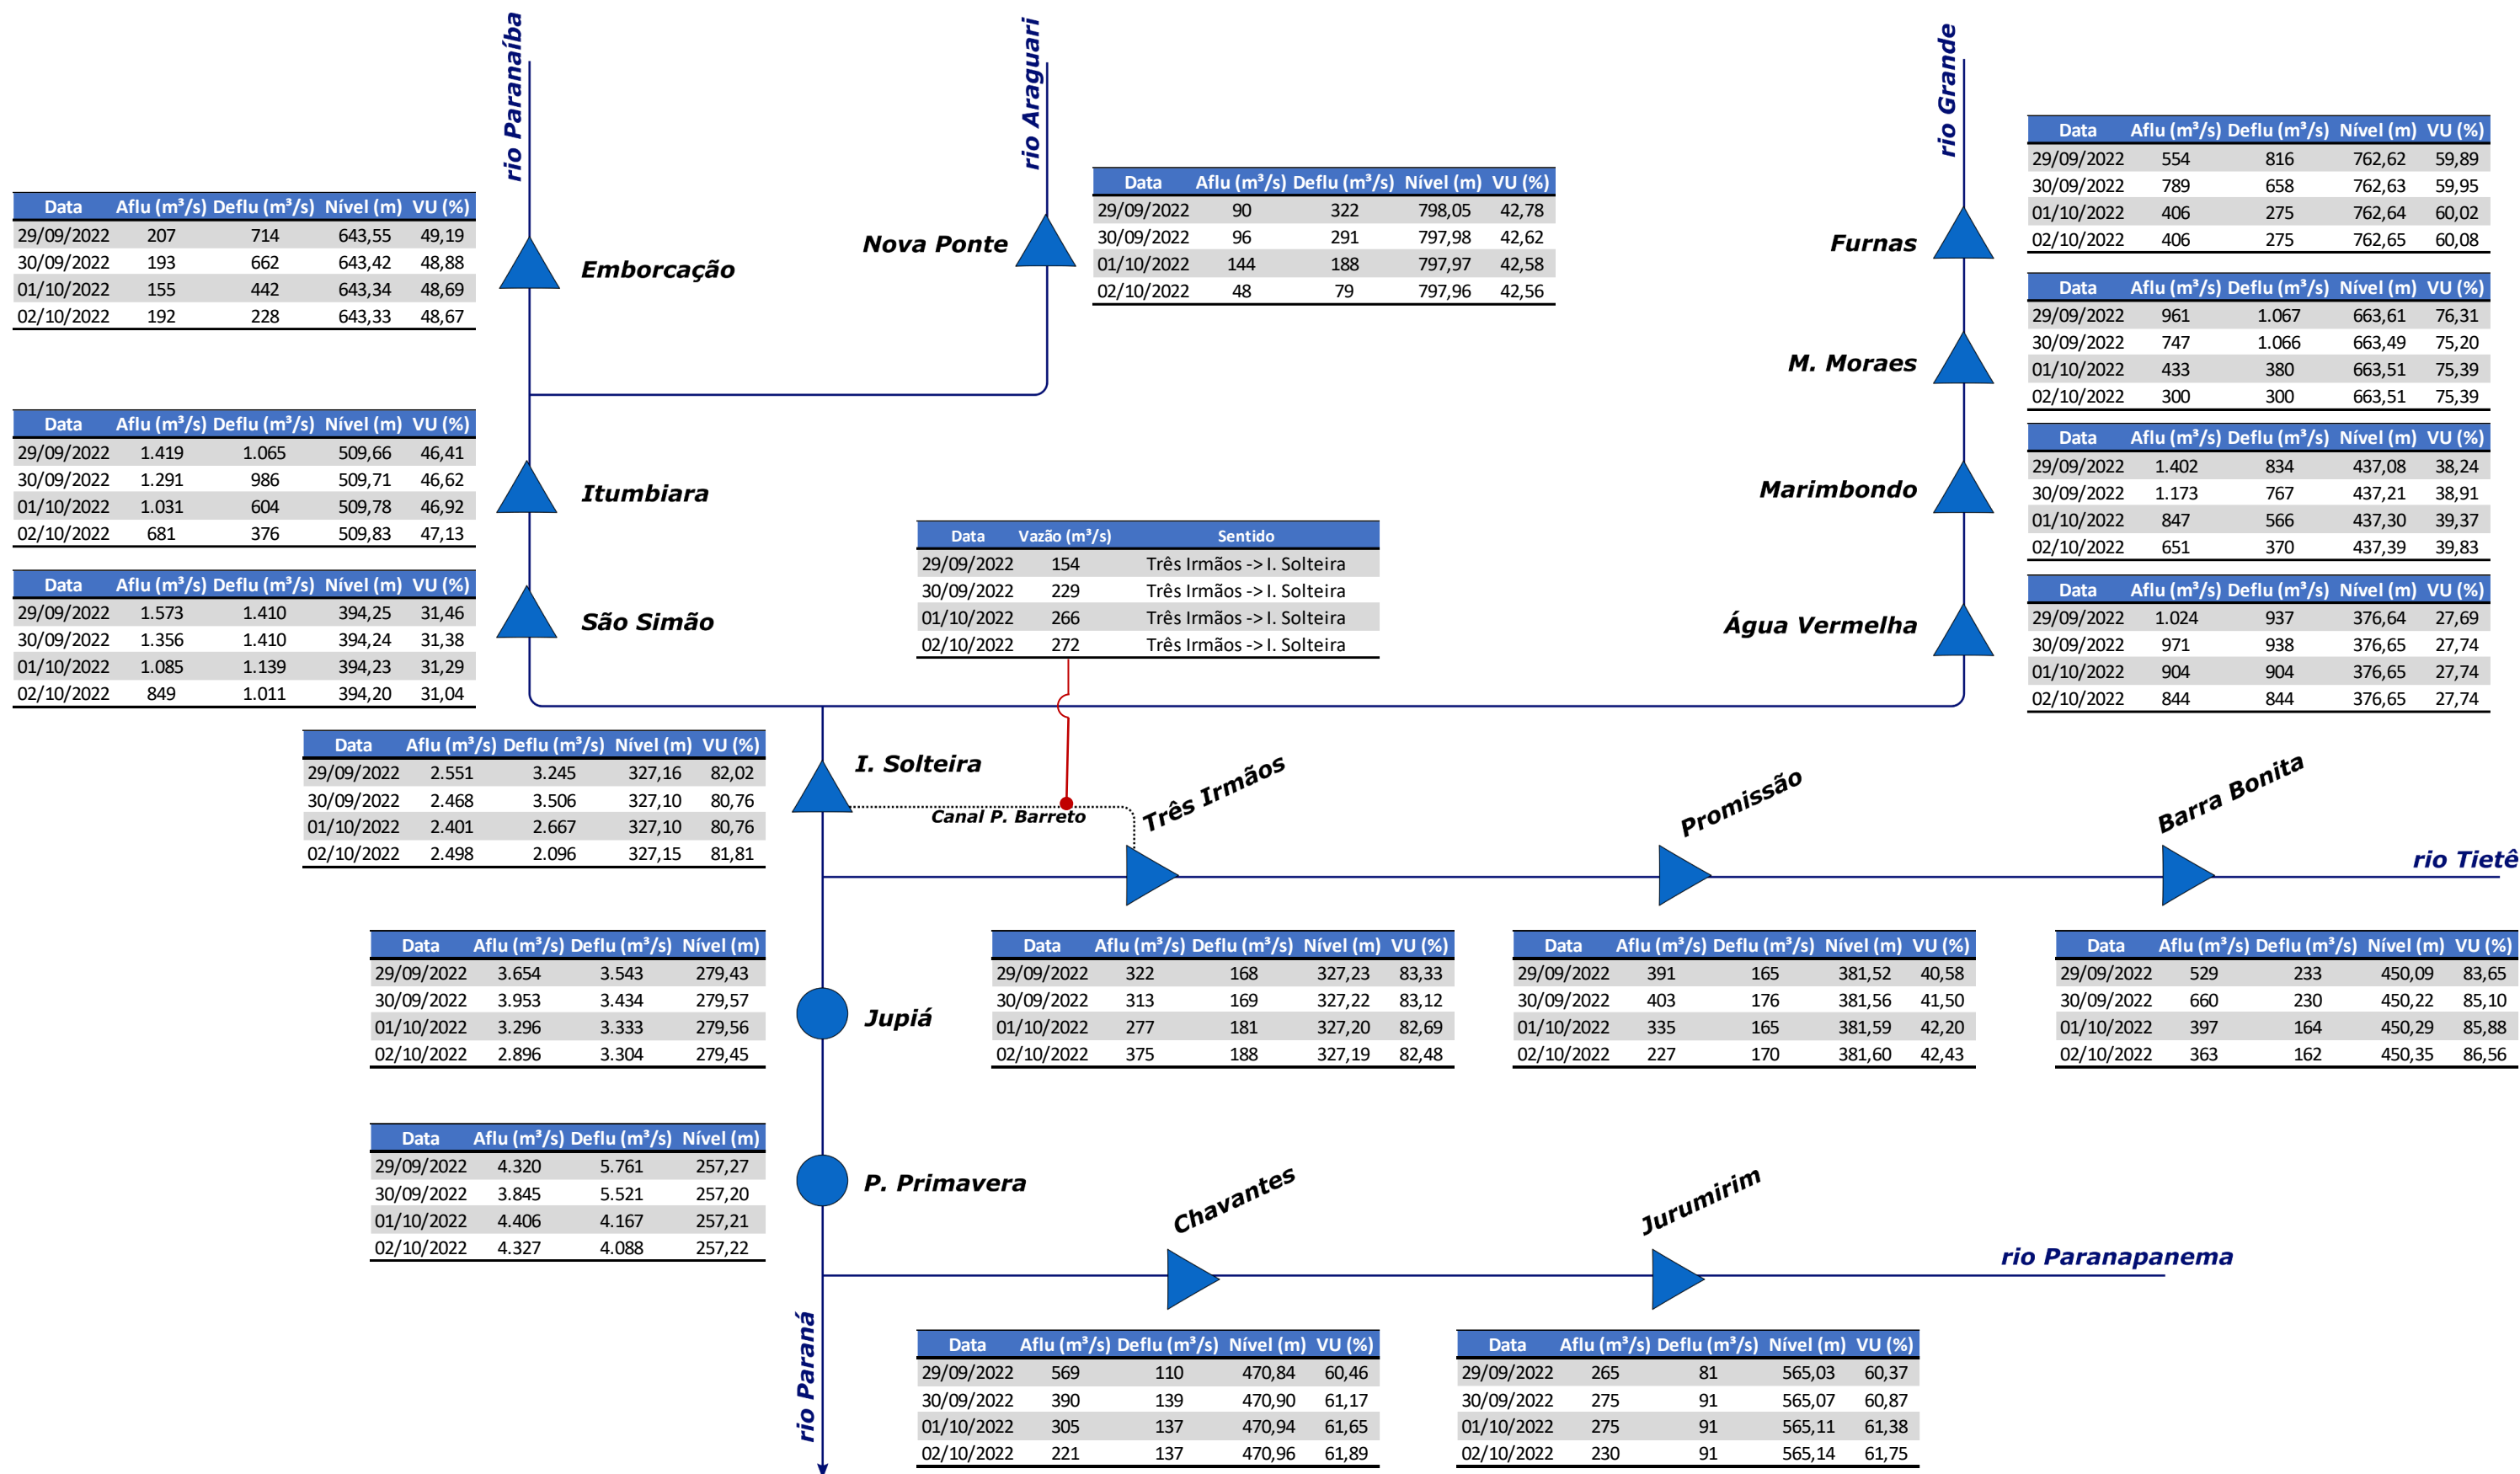 rio Paranaíba
rio Araguari
rio Grande
Data Aflu (m³/s) Deflu (m³/s) Nível (m) VU (%)
29/09/2022 207 714 643,55 49,19
30/09/2022 193 662 643,42 48,88
01/10/2022 155 442 643,34 48,69
02/10/2022 192 228 643,33 48,67
Emborcação
Nova Ponte
Data Aflu (m³/s) Deflu (m³/s) Nível (m) VU (%)
29/09/2022 90 322 798,05 42,78
30/09/2022 96 291 797,98 42,62
01/10/2022 144 188 797,97 42,58
02/10/2022 48 79 797,96 42,56
Furnas
Data Aflu (m³/s) Deflu (m³/s) Nível (m) VU (%)
29/09/2022 554 816 762,62 59,89
30/09/2022 789 658 762,63 59,95
01/10/2022 406 275 762,64 60,02
02/10/2022 406 275 762,65 60,08
M. Moraes
Data Aflu (m³/s) Deflu (m³/s) Nível (m) VU (%)
29/09/2022 961 1.067 663,61 76,31
30/09/2022 747 1.066 663,49 75,20
01/10/2022 433 380 663,51 75,39
02/10/2022 300 300 663,51 75,39
Data Aflu (m³/s) Deflu (m³/s) Nível (m) VU (%)
29/09/2022 1.419 1.065 509,66 46,41
30/09/2022 1.291 986 509,71 46,62
01/10/2022 1.031 604 509,78 46,92
02/10/2022 681 376 509,83 47,13
Itumbiara
Marimbondo
Data Aflu (m³/s) Deflu (m³/s) Nível (m) VU (%)
29/09/2022 1.402 834 437,08 38,24
30/09/2022 1.173 767 437,21 38,91
01/10/2022 847 566 437,30 39,37
02/10/2022 651 370 437,39 39,83
Data Aflu (m³/s) Deflu (m³/s) Nível (m) VU (%)
29/09/2022 1.573 1.410 394,25 31,46
30/09/2022 1.356 1.410 394,24 31,38
01/10/2022 1.085 1.139 394,23 31,29
02/10/2022 849 1.011 394,20 31,04
São Simão
Data Vazão (m³/s) Sentido
29/09/2022 154 Três Irmãos -> I. Solteira
30/09/2022 229 Três Irmãos -> I. Solteira
01/10/2022 266 Três Irmãos -> I. Solteira
02/10/2022 272 Três Irmãos -> I. Solteira
Água Vermelha
Data Aflu (m³/s) Deflu (m³/s) Nível (m) VU (%)
29/09/2022 1.024 937 376,64 27,69
30/09/2022 971 938 376,65 27,74
01/10/2022 904 904 376,65 27,74
02/10/2022 844 844 376,65 27,74
Data Aflu (m³/s) Deflu (m³/s) Nível (m) VU (%)
29/09/2022 2.551 3.245 327,16 82,02
30/09/2022 2.468 3.506 327,10 80,76
01/10/2022 2.401 2.667 327,10 80,76
02/10/2022 2.498 2.096 327,15 81,81
I. Solteira
Canal P. Barreto
Três Irmãos
Promissão
Barra Bonita
rio Tietê
Data Aflu (m³/s) Deflu (m³/s) Nível (m)
29/09/2022 3.654 3.543 279,43
30/09/2022 3.953 3.434 279,57
01/10/2022 3.296 3.333 279,56
02/10/2022 2.896 3.304 279,45
Jupiá
Data Aflu (m³/s) Deflu (m³/s) Nível (m) VU (%)
29/09/2022 322 168 327,23 83,33
30/09/2022 313 169 327,22 83,12
01/10/2022 277 181 327,20 82,69
02/10/2022 375 188 327,19 82,48
Data Aflu (m³/s) Deflu (m³/s) Nível (m) VU (%)
29/09/2022 391 165 381,52 40,58
30/09/2022 403 176 381,56 41,50
01/10/2022 335 165 381,59 42,20
02/10/2022 227 170 381,60 42,43
Data Aflu (m³/s) Deflu (m³/s) Nível (m) VU (%)
29/09/2022 529 233 450,09 83,65
30/09/2022 660 230 450,22 85,10
01/10/2022 397 164 450,29 85,88
02/10/2022 363 162 450,35 86,56
Data Aflu (m³/s) Deflu (m³/s) Nível (m)
29/09/2022 4.320 5.761 257,27
30/09/2022 3.845 5.521 257,20
01/10/2022 4.406 4.167 257,21
02/10/2022 4.327 4.088 257,22
P. Primavera
Chavantes
Jurumirim
rio Paranapanema
rio Paraná
Data Aflu (m³/s) Deflu (m³/s) Nível (m) VU (%)
29/09/2022 569 110 470,84 60,46
30/09/2022 390 139 470,90 61,17
01/10/2022 305 137 470,94 61,65
02/10/2022 221 137 470,96 61,89
Data Aflu (m³/s) Deflu (m³/s) Nível (m) VU (%)
29/09/2022 265 81 565,03 60,37
30/09/2022 275 91 565,07 60,87
01/10/2022 275 91 565,11 61,38
02/10/2022 230 91 565,14 61,75